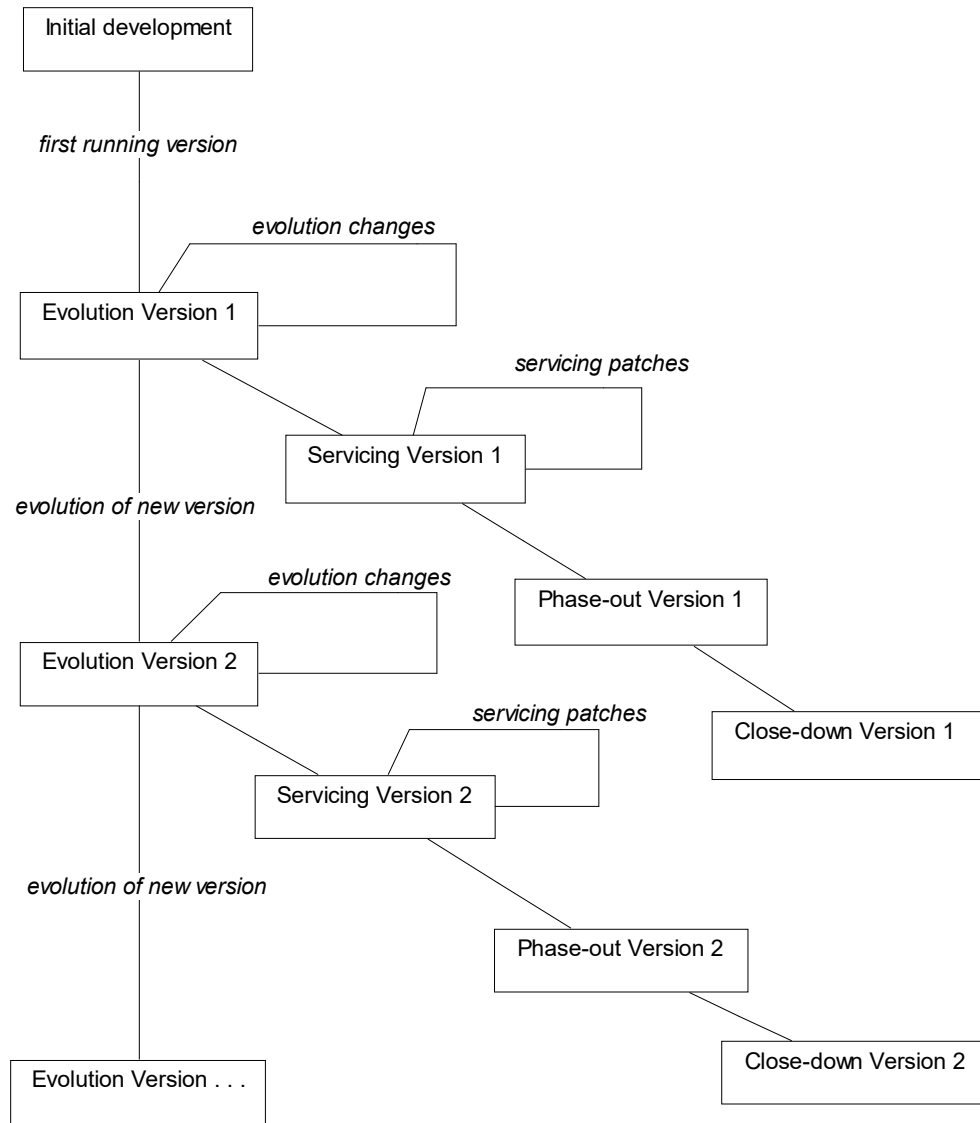 Initial development
first running version
evolution changes
Evolution Version 1
servicing patches
Servicing Version 1
evolution of new version
evolution changes
Phase-out Version 1
Evolution Version 2
servicing patches
Close-down Version 1
Servicing Version 2
evolution of new version
Phase-out Version 2
Close-down Version 2
Evolution Version . . .